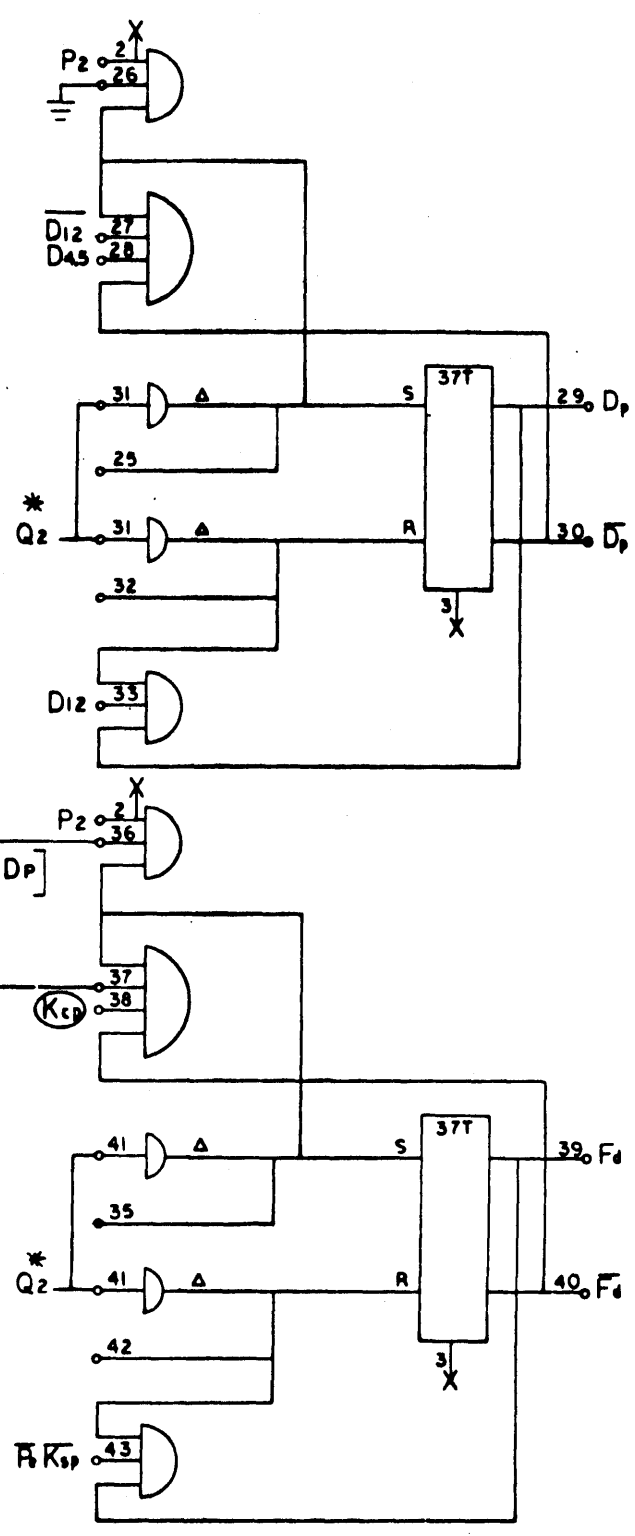 X
P2 2
26
D12 27
D4.5 28
37T
31 Δ S 29 Dp
25
*
Q2 31 Δ R 30 Dp
32
3
X
D12 33
X
P2 2
36
Dp]
37
Kcp 38
37T
41 Δ S 39 Fd
35
*
Q2 41 Δ R 40 Fd
42
3
X
Ksp 43